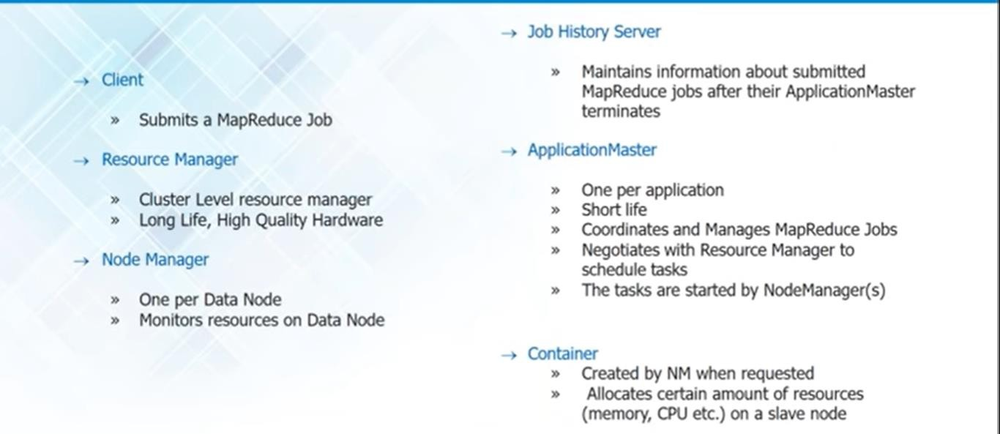 → Client
» Submits a MapReduce Job
→ Resource Manager
» Cluster Level resource manager
» Long Life, High Quality Hardware
→ Node Manager
» One per Data Node
» Monitors resources on Data Node
→ Job History Server
» Maintains information about submitted
MapReduce jobs after their ApplicationMaster
terminates
→ ApplicationMaster
» One per application
» Short life
» Coordinates and Manages MapReduce Jobs
» Negotiates with Resource Manager to
schedule tasks
» The tasks are started by NodeManager(s)
→ Container
» Created by NM when requested
» Allocates certain amount of resources
(memory, CPU etc.) on a slave node